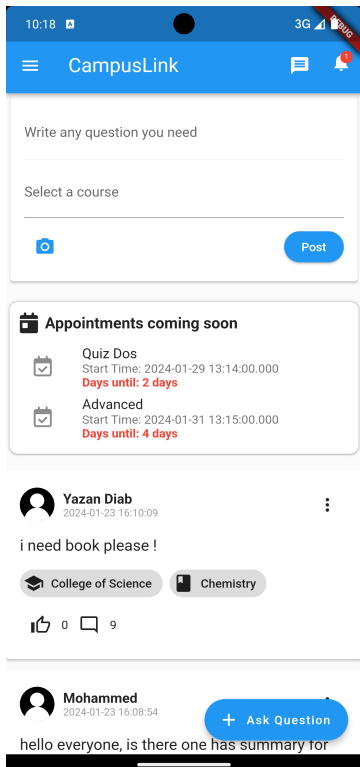 10:18 A 3G
DEBUG
CampusLink
1
Write any question you need
Select a course
Post
Appointments coming soon
Quiz Dos
Start Time: 2024-01-29 13:14:00.000
Days until: 2 days
Advanced
Start Time: 2024-01-31 13:15:00.000
Days until: 4 days
Yazan Diab
2024-01-23 16:10:09
i need book please !
College of Science Chemistry
0 9
Mohammed
2024-01-23 16:08:54
+ Ask Question
hello everyone, is there one has summary for